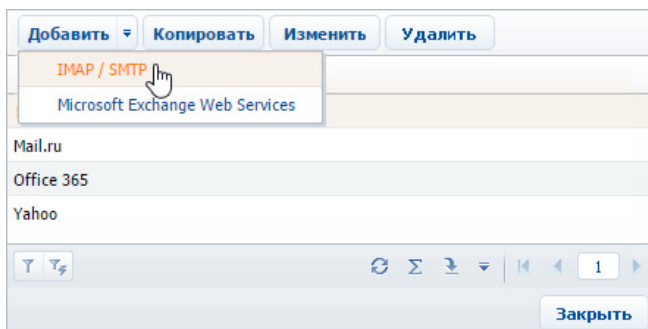 Добавить Копировать Изменить Удалить
IMAP / SMTP
Microsoft Exchange Web Services
Mail.ru
Office 365
Yahoo
1
Закрыть